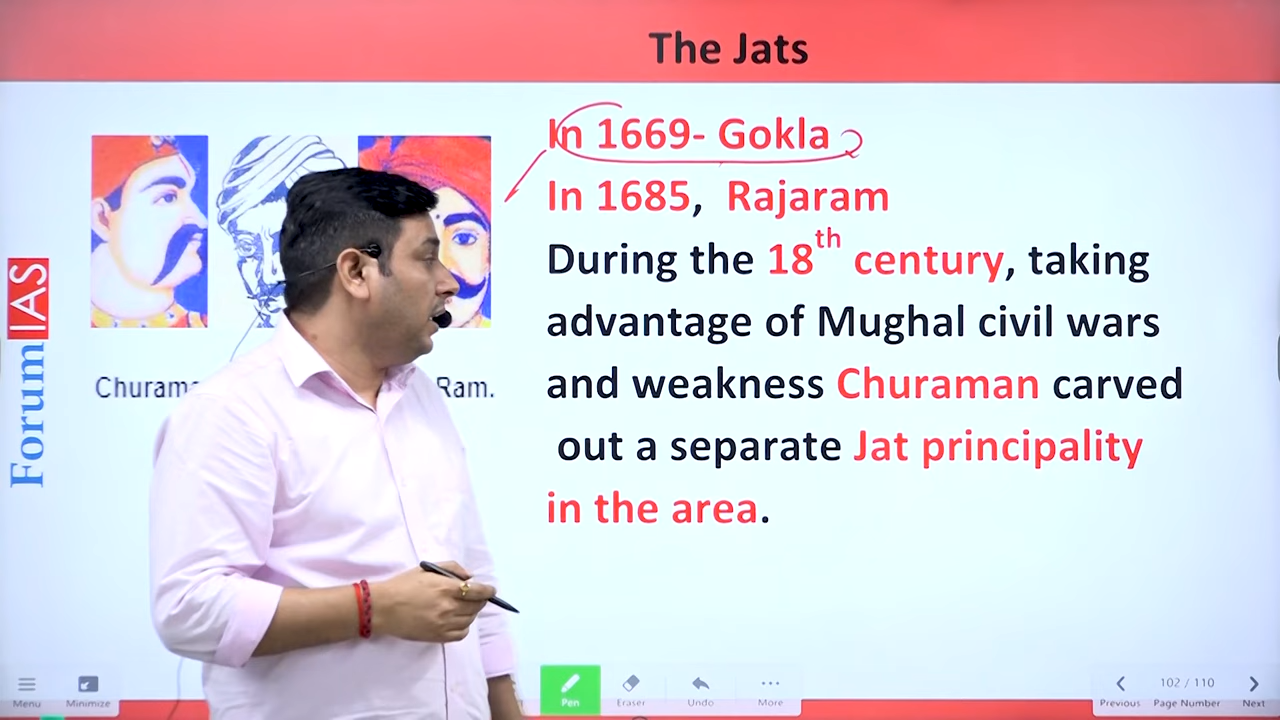 The Jats
In 1669- Gokla
In 1685, Rajaram
During the 18th century, taking
advantage of Mughal civil wars
and weakness Churaman carved
out a separate Jat principality
in the area.
Ram.
ForumIAS
Menu
Minimize
Pen
Eraser
Undo
More
Previous
102 / 110
Page Number
Next